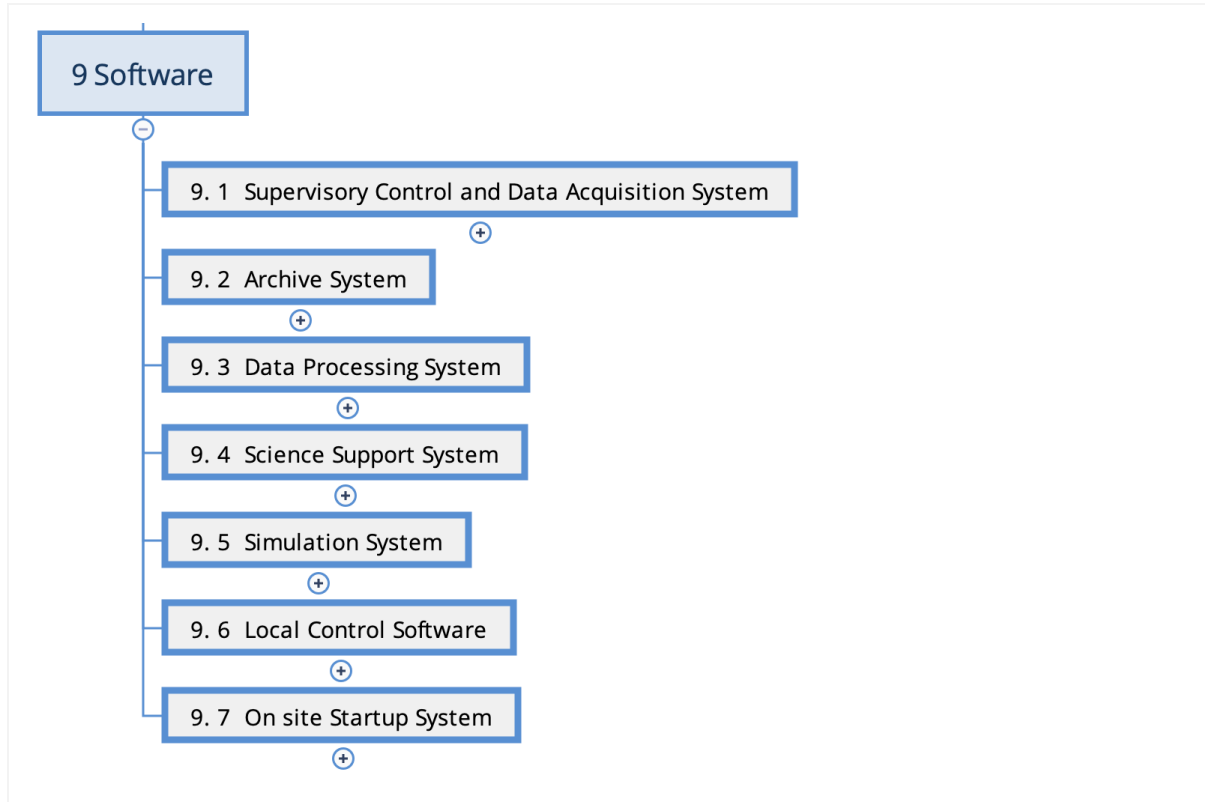 9 Software
9. 1 Supervisory Control and Data Acquisition System
9. 2 Archive System
9. 3 Data Processing System
9. 4 Science Support System
9. 5 Simulation System
9. 6 Local Control Software
9. 7 On site Startup System